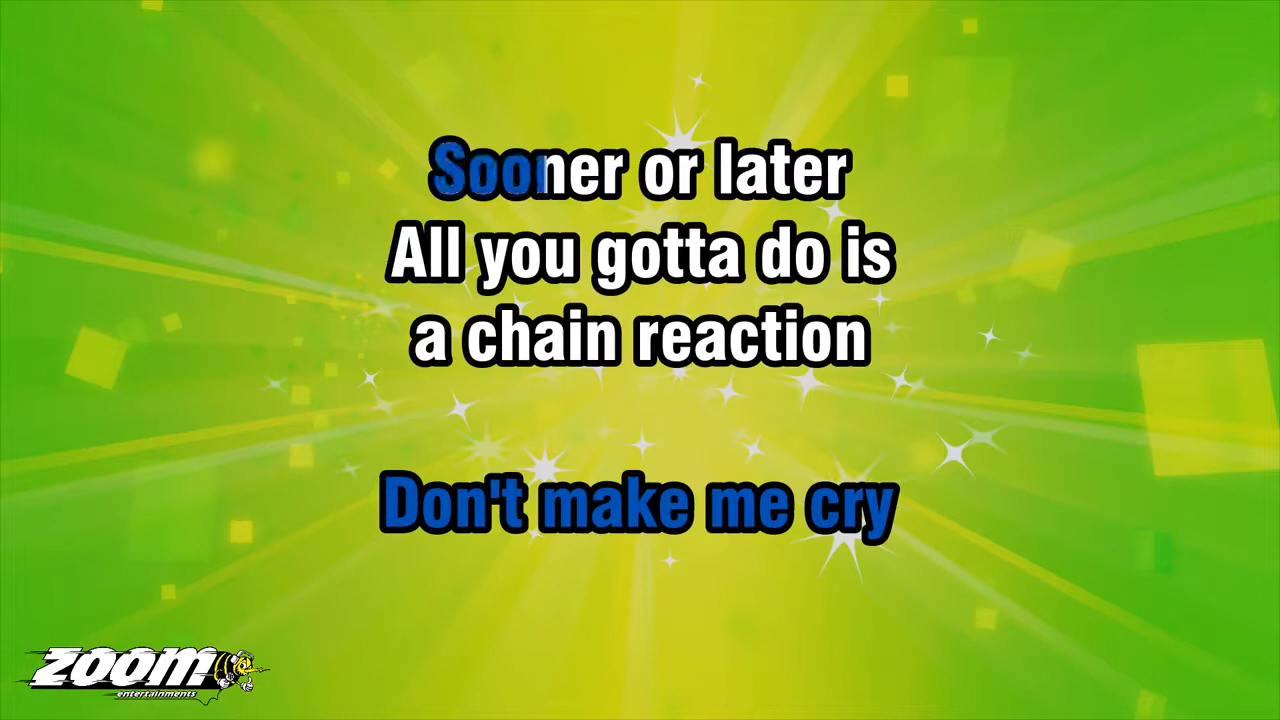 Sooner or later
All you gotta do is
a chain reaction
Don't make me cry
zoom
entertainments